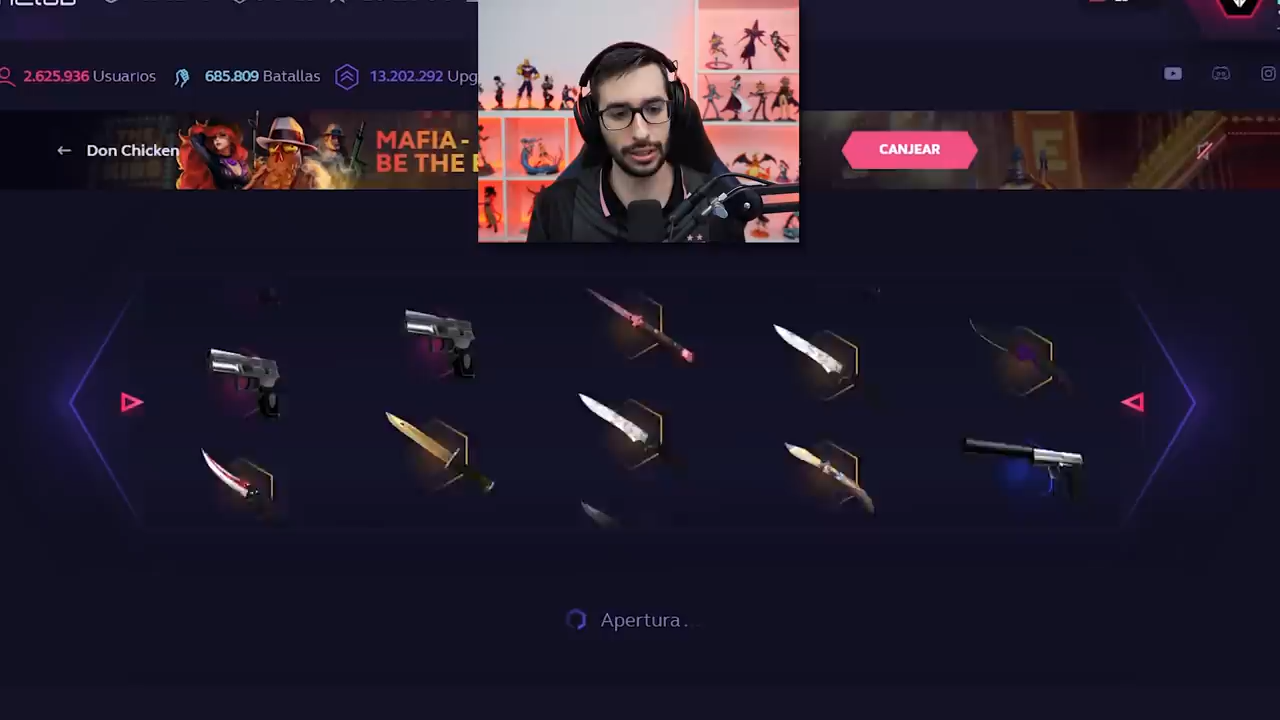 2.625.936 Usuarios
685.809 Batallas
13.202.292 Upg
Don Chicken
MAFIA -
BE THE
CANJEAR
Apertura...